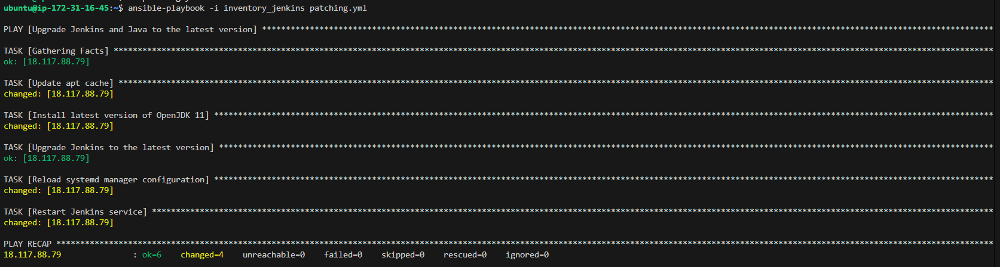 ubuntu@ip-172-31-16-45:~$ ansible-playbook -i inventory_jenkins patching.yml
PLAY [Upgrade Jenkins and Java to the latest version] *********************************************************************************************************************************************************
TASK [Gathering Facts] ****************************************************************************************************************************************************************************************
ok: [18.117.88.79]
TASK [Update apt cache] ***************************************************************************************************************************************************************************************
changed: [18.117.88.79]
TASK [Install latest version of OpenJDK 11] *******************************************************************************************************************************************************************
changed: [18.117.88.79]
TASK [Upgrade Jenkins to the latest version] ******************************************************************************************************************************************************************
ok: [18.117.88.79]
TASK [Reload systemd manager configuration] *******************************************************************************************************************************************************************
changed: [18.117.88.79]
TASK [Restart Jenkins service] ********************************************************************************************************************************************************************************
changed: [18.117.88.79]
PLAY RECAP ****************************************************************************************************************************************************************************************************
18.117.88.79               : ok=6    changed=4    unreachable=0    failed=0    skipped=0    rescued=0    ignored=0